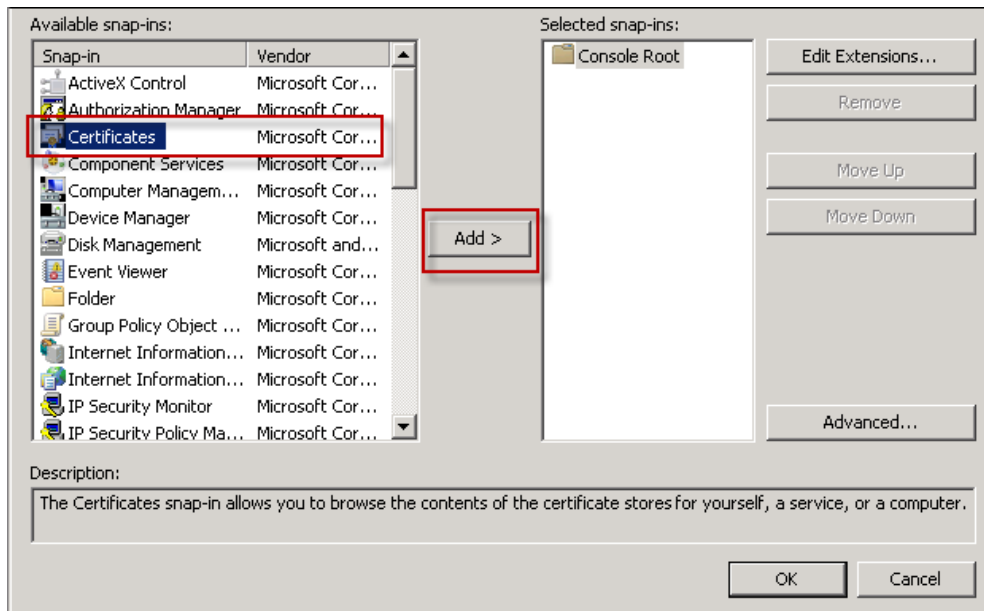 Available snap-ins:
Selected snap-ins:
Snap-in Vendor
ActiveX Control Microsoft Cor...
Authorization Manager Microsoft Cor...
Certificates Microsoft Cor...
Component Services Microsoft Cor...
Computer Managem... Microsoft Cor...
Device Manager Microsoft Cor...
Disk Management Microsoft and...
Event Viewer Microsoft Cor...
Folder Microsoft Cor...
Group Policy Object ... Microsoft Cor...
Internet Information... Microsoft Cor...
Internet Information... Microsoft Cor...
IP Security Monitor Microsoft Cor...
IP Security Policy Ma... Microsoft Cor...
Add >
Console Root
Edit Extensions...
Remove
Move Up
Move Down
Advanced...
Description:
The Certificates snap-in allows you to browse the contents of the certificate stores for yourself, a service, or a computer.
OK
Cancel